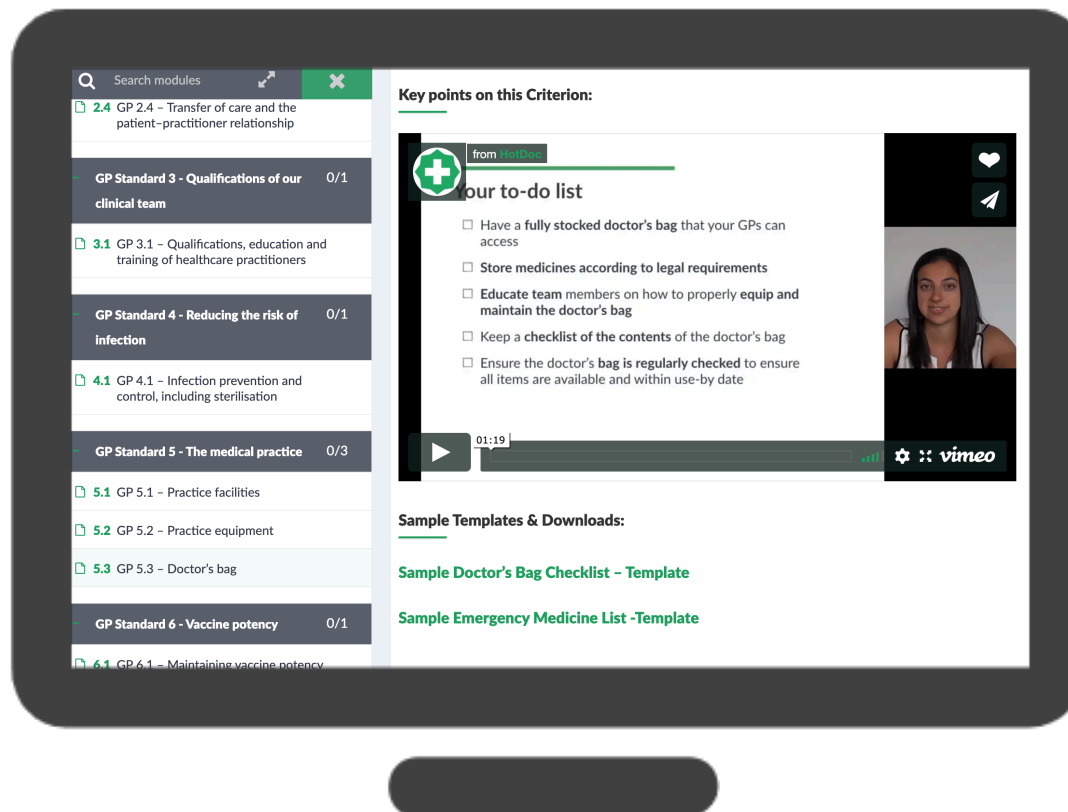 Search modules
2.4 GP 2.4 – Transfer of care and the
patient–practitioner relationship
GP Standard 3 - Qualifications of our 0/1
clinical team
3.1 GP 3.1 – Qualifications, education and
training of healthcare practitioners
GP Standard 4 - Reducing the risk of 0/1
infection
4.1 GP 4.1 – Infection prevention and
control, including sterilisation
GP Standard 5 - The medical practice 0/3
5.1 GP 5.1 – Practice facilities
5.2 GP 5.2 – Practice equipment
5.3 GP 5.3 – Doctor's bag
GP Standard 6 - Vaccine potency 0/1
6.1 GP 6.1 – Maintaining vaccine potency
Key points on this Criterion:
from HotDoc
Your to-do list
Have a fully stocked doctor's bag that your GPs can
access
Store medicines according to legal requirements
Educate team members on how to properly equip and
maintain the doctor's bag
Keep a checklist of the contents of the doctor's bag
Ensure the doctor's bag is regularly checked to ensure
all items are available and within use-by date
01:19
vimeo
Sample Templates & Downloads:
Sample Doctor's Bag Checklist – Template
Sample Emergency Medicine List -Template